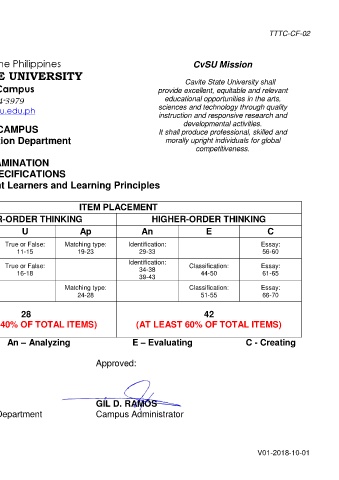 TTTC-CF-02
he Philippines
E UNIVERSITY
Campus
4-3979
u.edu.ph
CvSU Mission
Cavite State University shall
provide excellent, equitable and relevant
educational opportunities in the arts,
sciences and technology through quality
instruction and responsive research and
developmental activities.
It shall produce professional, skilled and
morally upright individuals for global
competitiveness.
CAMPUS
tion Department
AMINATION
ECIFICATIONS
nt Learners and Learning Principles
ITEM PLACEMENT
R-ORDER THINKING HIGHER-ORDER THINKING
U Ap An E C
True or False: Matching type: Identification: Essay:
11-15 19-23 29-33 56-60
True or False: Identification: Classification: Essay:
16-18 34-38 44-50 61-65
39-43
Matching type: Classification: Essay:
24-28 51-55 66-70
28 42
40% OF TOTAL ITEMS) (AT LEAST 60% OF TOTAL ITEMS)
An – Analyzing E – Evaluating C - Creating
Approved:
GIL D. RAMOS
Department Campus Administrator
V01-2018-10-01